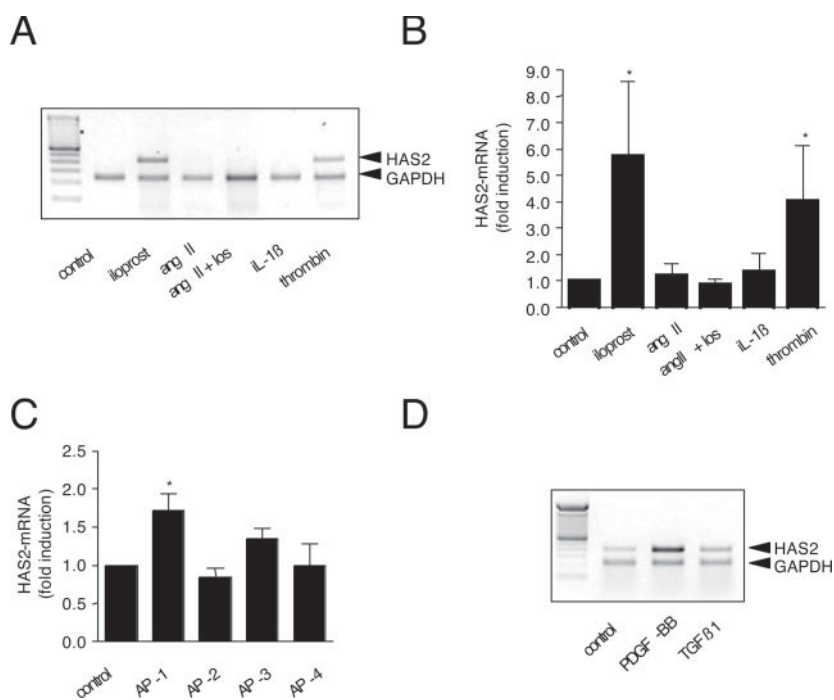 A
HAS2
GAPDH
control
iloprost
ang II
ang II + los
iL-1β
thrombin
B
HAS2-mRNA
(fold induction)
9.0
8.0
7.0
6.0
5.0
4.0
3.0
2.0
1.0
0.0
*
*
control
iloprost
ang II
angII + los
iL-1β
thrombin
C
HAS2-mRNA
(fold induction)
2.5
2.0
1.5
1.0
0.5
0.0
*
control
AP-1
AP-2
AP-3
AP-4
D
HAS2
GAPDH
control
PDGF-BB
TGFβ1